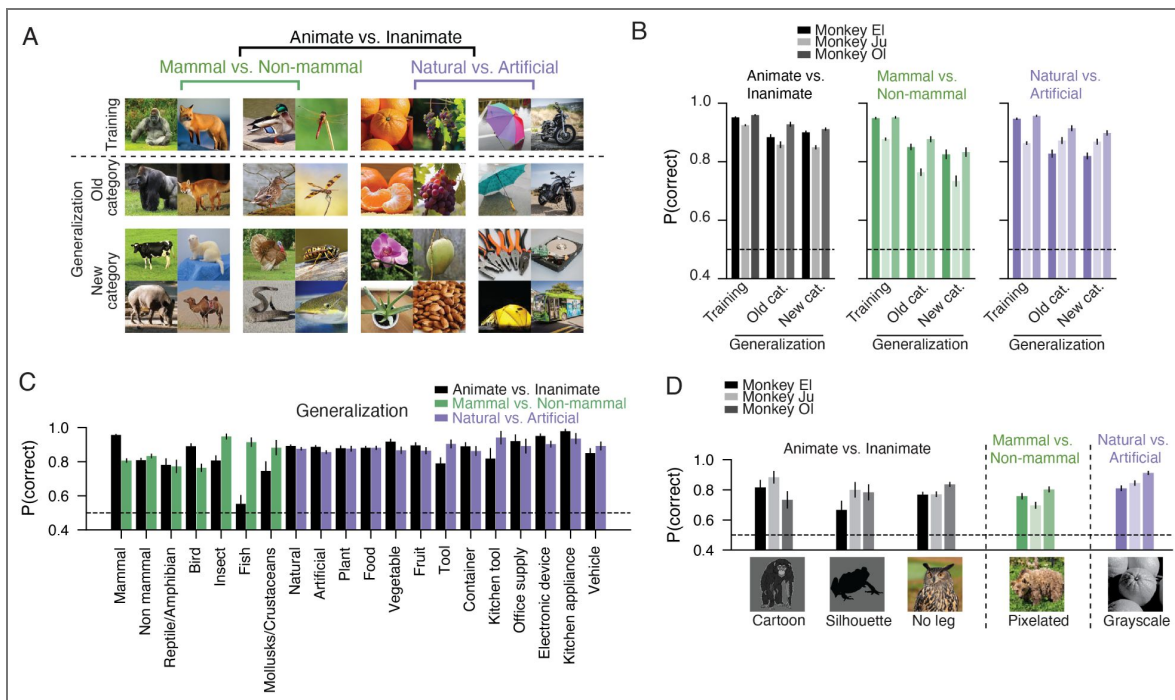 A
Animate vs. Inanimate
Mammal vs. Non-mammal
Natural vs. Artificial
Training
Generalization
Old
category
New
category
B
Monkey El
Monkey Ju
Monkey Ol
Animate vs.
Inanimate
Mammal vs.
Non-mammal
Natural vs.
Artificial
P(correct)
1.0
0.8
0.6
0.4
Training
Old cat.
New cat.
Generalization
Training
Old cat.
New cat.
Generalization
Training
Old cat.
New cat.
Generalization
C
Animate vs. Inanimate
Mammal vs. Non-mammal
Natural vs. Artificial
Generalization
P(correct)
1.0
0.8
0.6
0.4
Mammal
Non mammal
Reptile/Amphibian
Bird
Insect
Fish
Mollusks/Crustaceans
Natural
Artificial
Plant
Food
Vegetable
Fruit
Tool
Container
Kitchen tool
Office supply
Electronic device
Kitchen appliance
Vehicle
D
Monkey El
Monkey Ju
Monkey Ol
Animate vs. Inanimate
Mammal vs.
Non-mammal
Natural vs.
Artificial
P(correct)
1.0
0.8
0.6
0.4
Cartoon
Silhouette
No leg
Pixelated
Grayscale